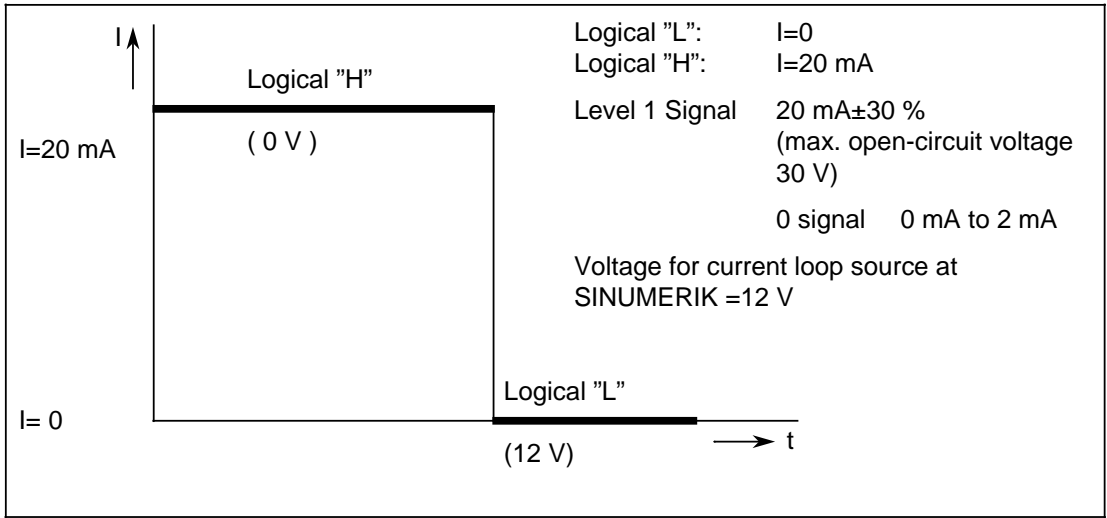 I
Logical ”H”
( 0 V )
I=20 mA
Logical ”L”
I= 0
(12 V)
t
Logical ”L”: I=0
Logical ”H”: I=20 mA
Level 1 Signal 20 mA±30 %
(max. open-circuit voltage
30 V)
0 signal 0 mA to 2 mA
Voltage for current loop source at
SINUMERIK =12 V